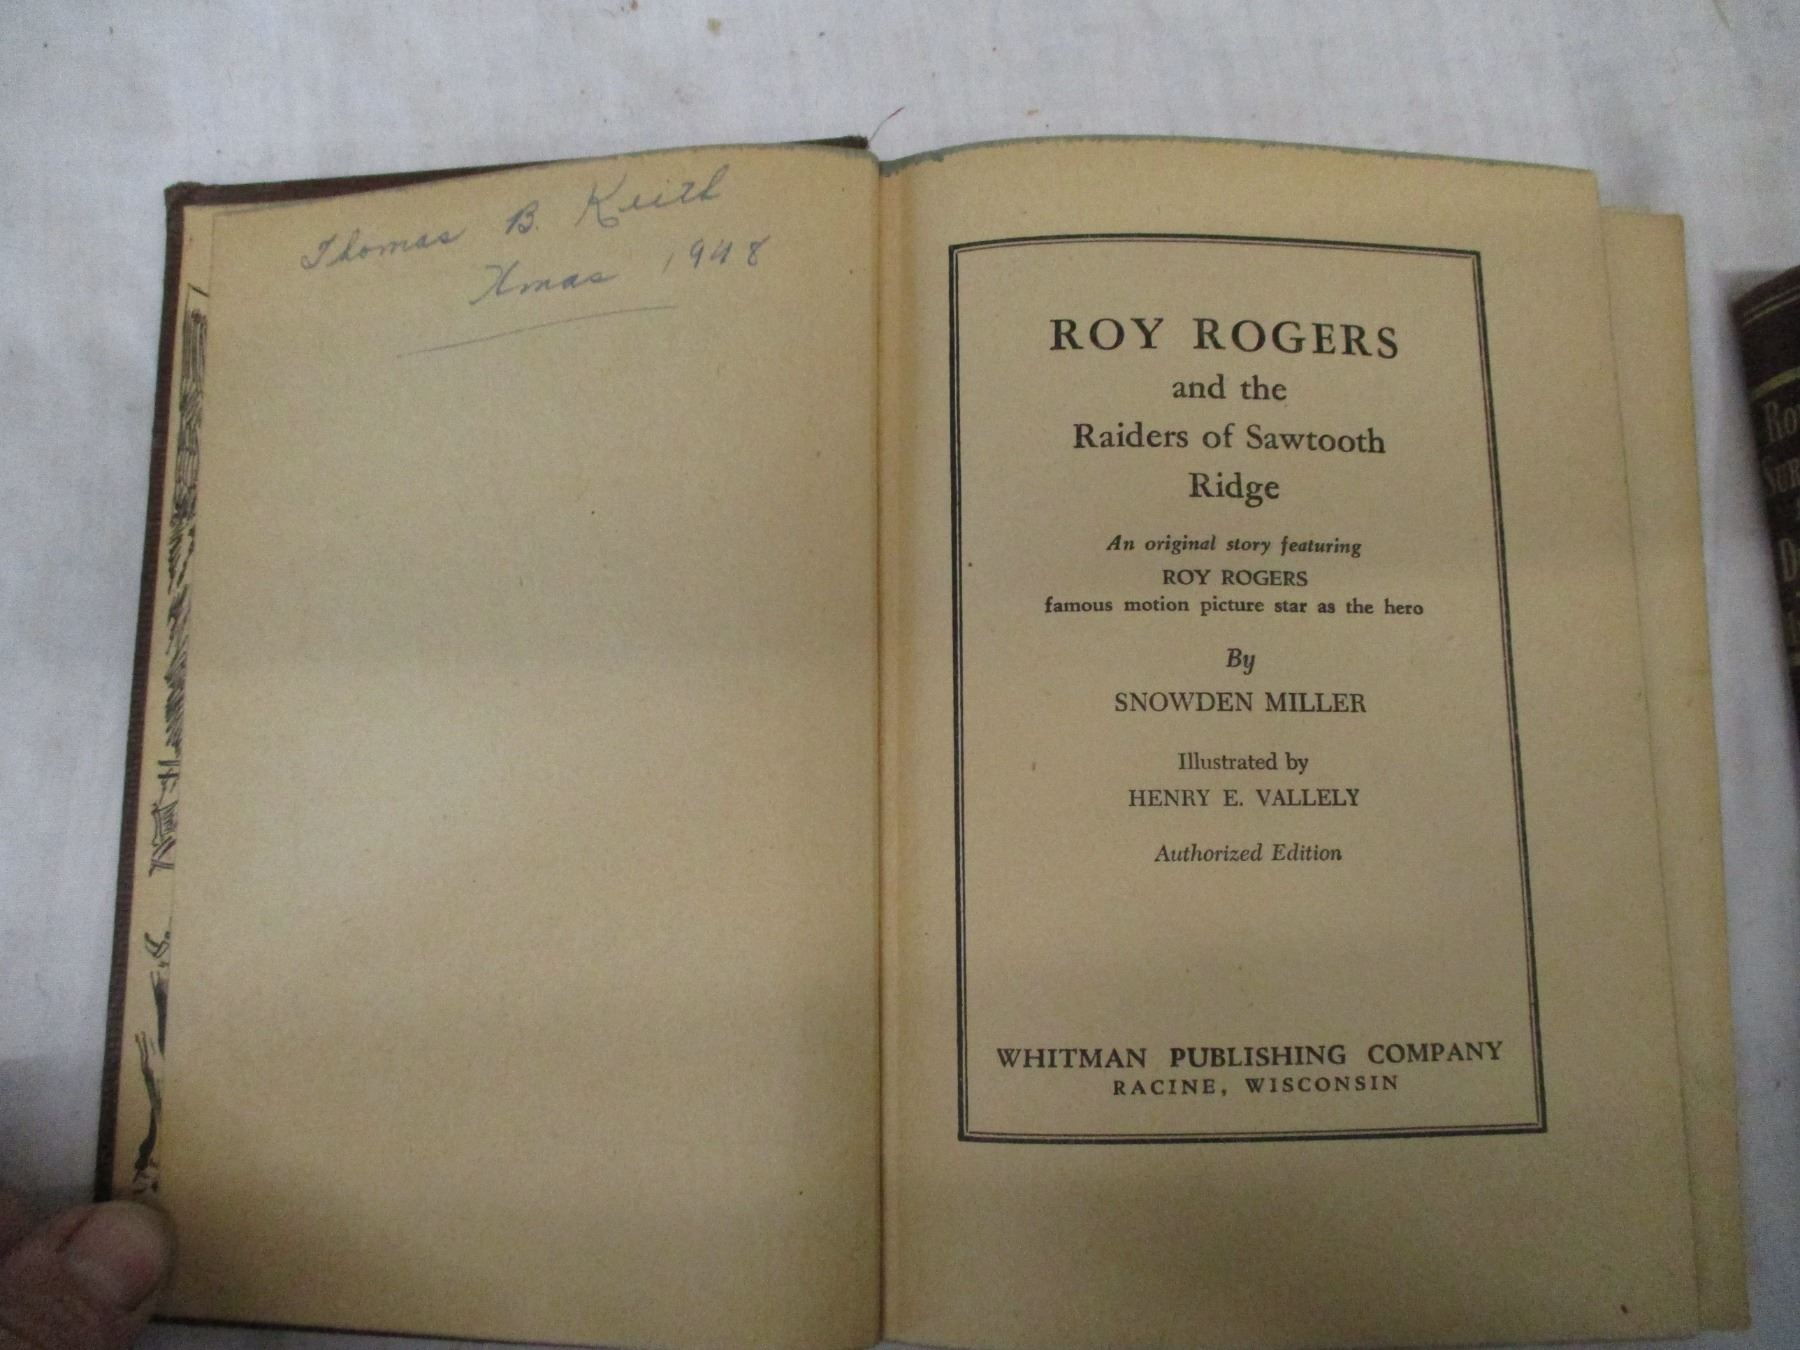 Thomas B. Keith
Xmas 1948
ROY ROGERS
and the
Raiders of Sawtooth
Ridge
An original story featuring
ROY ROGERS
famous motion picture star as the hero
By
SNOWDEN MILLER
Illustrated by
HENRY E. VALLELY
Authorized Edition
WHITMAN PUBLISHING COMPANY
RACINE, WISCONSIN